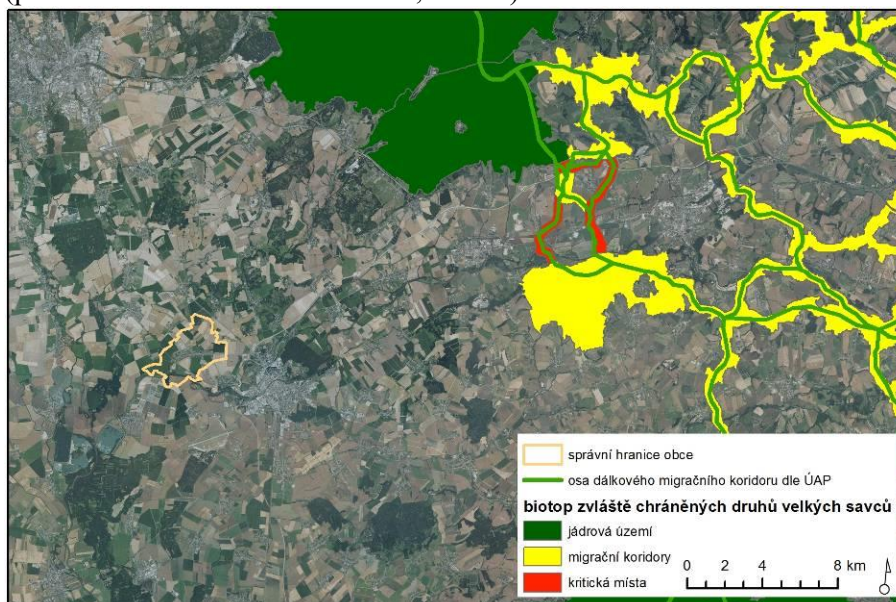 správní hranice obce
osa dálkového migračního koridoru dle ÚAP
biotop zvláště chráněných druhů velkých savců
jádrová území
migrační koridory
kritická místa
0 2 4 8 km